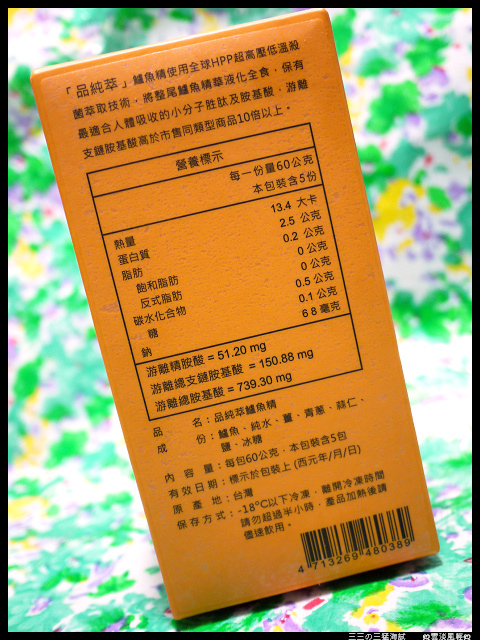 「品純萃」鱸魚精使用全球HPP超高壓低溫殺
菌萃取技術，將整尾鱸魚精華液化全食，保有
最適合人體吸收的小分子胜肽及胺基酸，游離
支鏈胺基酸高於市售同類型商品10倍以上。
營養標示
每一份量60公克
本包裝含5份
熱量 13.4 大卡
蛋白質 2.5 公克
脂肪 0.2 公克
飽和脂肪 0 公克
反式脂肪 0 公克
碳水化合物 0.5 公克
糖 0.1 公克
鈉 68 毫克
游離精胺酸 = 51.20 mg
游離總支鏈胺基酸 = 150.88 mg
游離總胺基酸 = 739.30 mg
品名：品純萃鱸魚精
成份：鱸魚、純水、薑、青蔥、蒜仁、
鹽、冰糖
內容量：每包60公克，本包裝含5包
有效日期：標示於包裝上 (西元年/月/日)
原產地：台灣
保存方式：-18°C以下冷凍，離開冷凍時間
請勿超過半小時，產品加熱後請
儘速飲用。
4 713269 480389
三三の三猛海賊
雲淡風輕